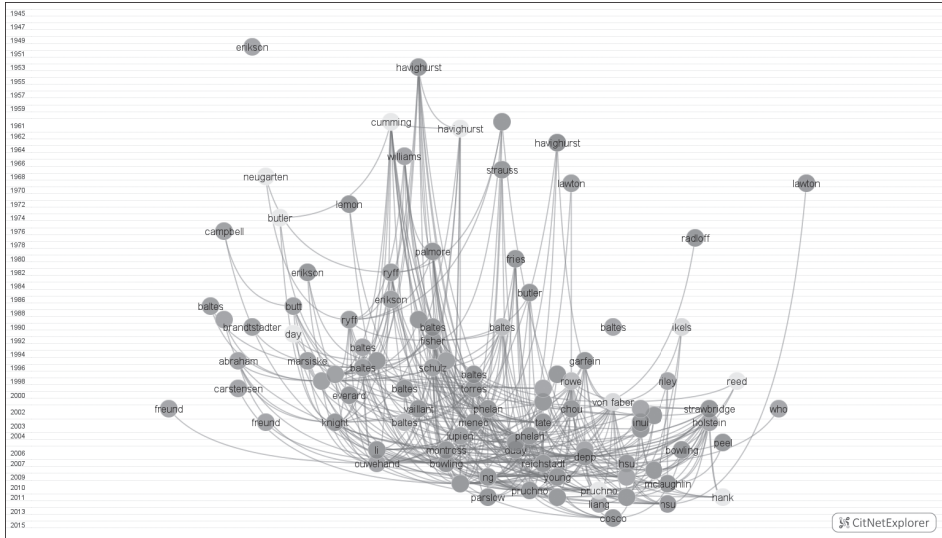 1945
1947
1949
erikson
1951
1953
havighurst
1955
1957
1959
1961
cumming
havighurst
1962
havighurst
1964
williams
1966
strauss
1968
neugarten
lawton
lawton
1970
1972
lemon
1974
butler
1976
campbell
radloff
1978
palmore
1980
fries
1982
erikson
ryff
1984
butler
1986
erikson
baltes
butt
1988
ryff
1990
brandtstadter
baltes
baltes
baltes
ikels
day
1992
fisher
baltes
1994
abraham
marsiske
garfein
1996
baltes
schulz
baltes
1998
rowe
riley
reed
carstensen
baltes
torres
2000
everard
von faber
freund
vaillant
phelan
chou
strawbridge
who
2002
freund
knight
baltes
menec
tate
inui
holstein
2003
2004
lupien
phelan
peel
2006
li
montross
duay
bowling
depp
2007
ouwehand
bowling
reichstadt
hsu
2009
ng
young
mclaughlin
2010
pruchno
pruchno
2011
parslow
hank
liang
hsu
2013
cosco
2015
CitNetExplorer